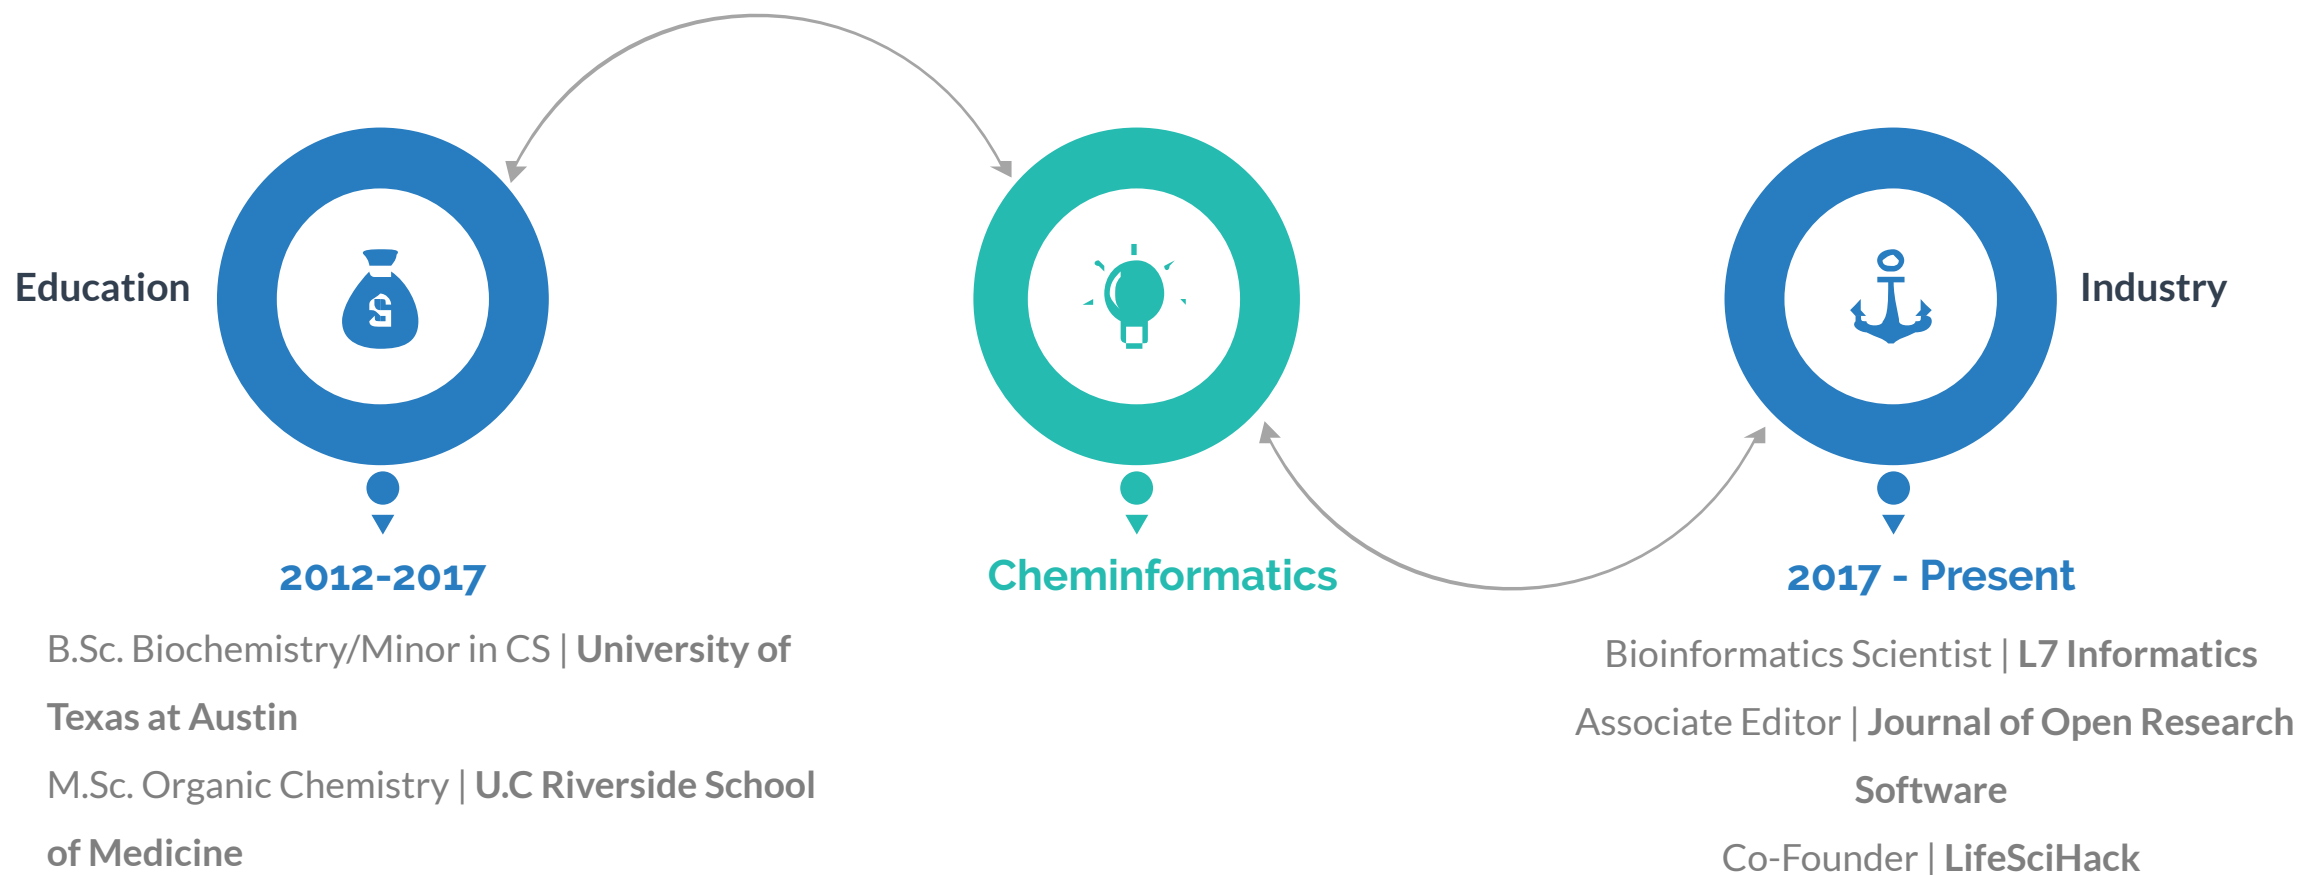 Education
Industry
2012-2017
Cheminformatics
2017 - Present
B.Sc. Biochemistry/Minor in CS | University of
Texas at Austin
M.Sc. Organic Chemistry | U.C Riverside School
of Medicine
Bioinformatics Scientist | L7 Informatics
Associate Editor | Journal of Open Research
Software
Co-Founder | LifeSciHack